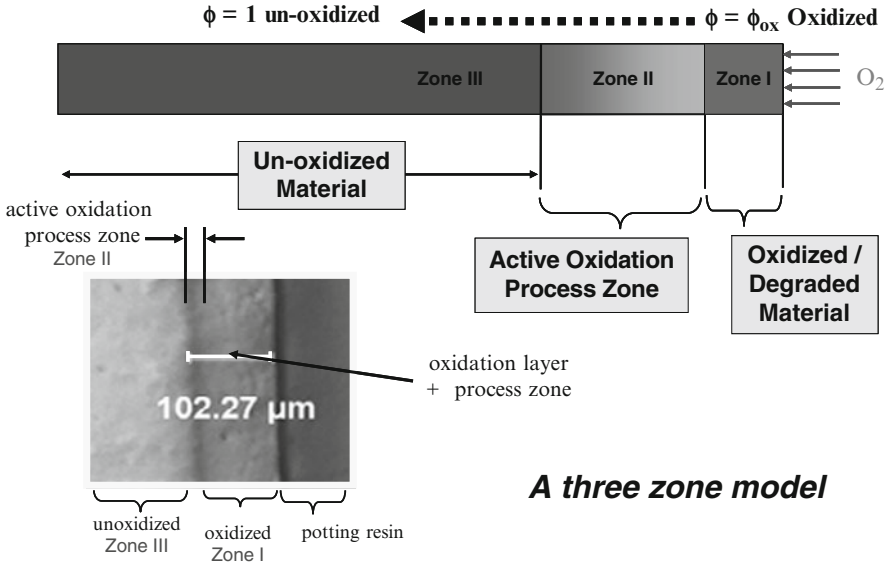 ϕ = 1 un-oxidized
ϕ = ϕox Oxidized
Zone III
Zone II
Zone I
O2
Un-oxidized
Material
active oxidation
process zone
Zone II
Active Oxidation
Process Zone
Oxidized /
Degraded
Material
oxidation layer
+ process zone
102.27 µm
A three zone model
unoxidized
Zone III
oxidized
Zone I
potting resin